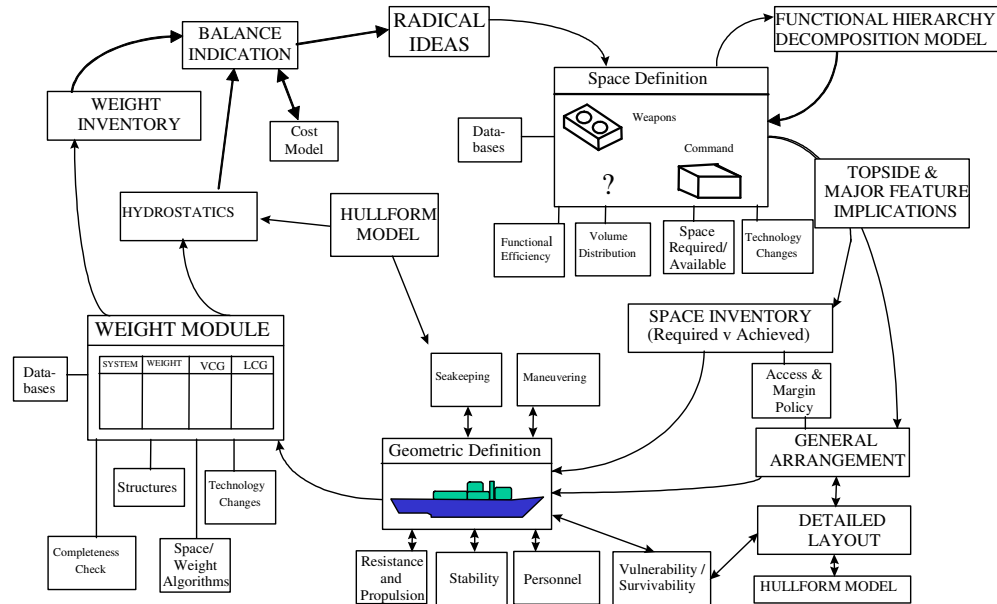 RADICAL
IDEAS
FUNCTIONAL HIERARCHY
DECOMPOSITION MODEL
BALANCE
INDICATION
WEIGHT
INVENTORY
Cost
Model
Space Definition
Weapons
Command
?
Data-
bases
TOPSIDE &
MAJOR FEATURE
IMPLICATIONS
HYDROSTATICS
HULLFORM
MODEL
Functional
Efficiency
Volume
Distribution
Space
Required/
Available
Technology
Changes
WEIGHT MODULE
SYSTEM WEIGHT VCG LCG
Data-
bases
SPACE INVENTORY
(Required v Achieved)
Seakeeping
Maneuvering
Access &
Margin
Policy
Geometric Definition
GENERAL
ARRANGEMENT
Structures
Technology
Changes
Completeness
Check
Space/
Weight
Algorithms
DETAILED
LAYOUT
Resistance
and
Propulsion
Stability
Personnel
Vulnerability /
Survivability
HULLFORM MODEL